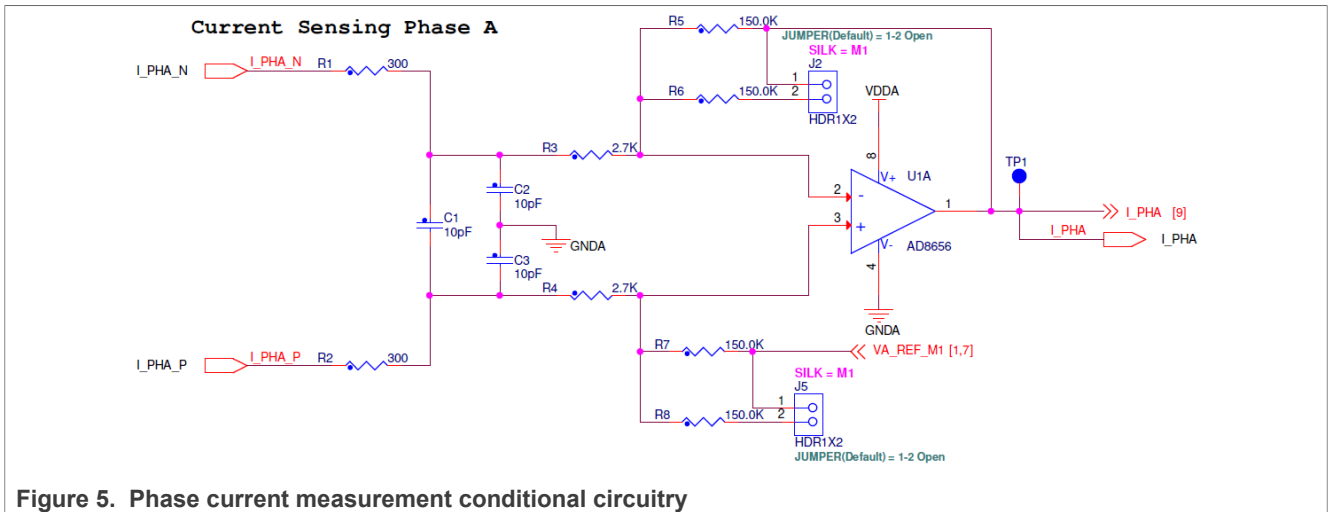 Current Sensing Phase A
R5 150.0K
JUMPER(Default) = 1-2 Open
SILK = M1
J2
I_PHA_N I_PHA_N R1 300
1
R6 150.0K 2
VDDA
HDR1X2
R3 2.7K
8
TP1
V+ U1A
C2
10pF
2 -
C1
10pF
1
I_PHA [9]
3 +
GNDA
I_PHA I_PHA
V- AD8656
C3
10pF
4
R4 2.7K
GNDA
I_PHA_P I_PHA_P R2 300
R7 150.0K
VA_REF_M1 [1,7]
SILK = M1
J5
1
R8 150.0K 2
HDR1X2
JUMPER(Default) = 1-2 Open
Figure 5. Phase current measurement conditional circuitry